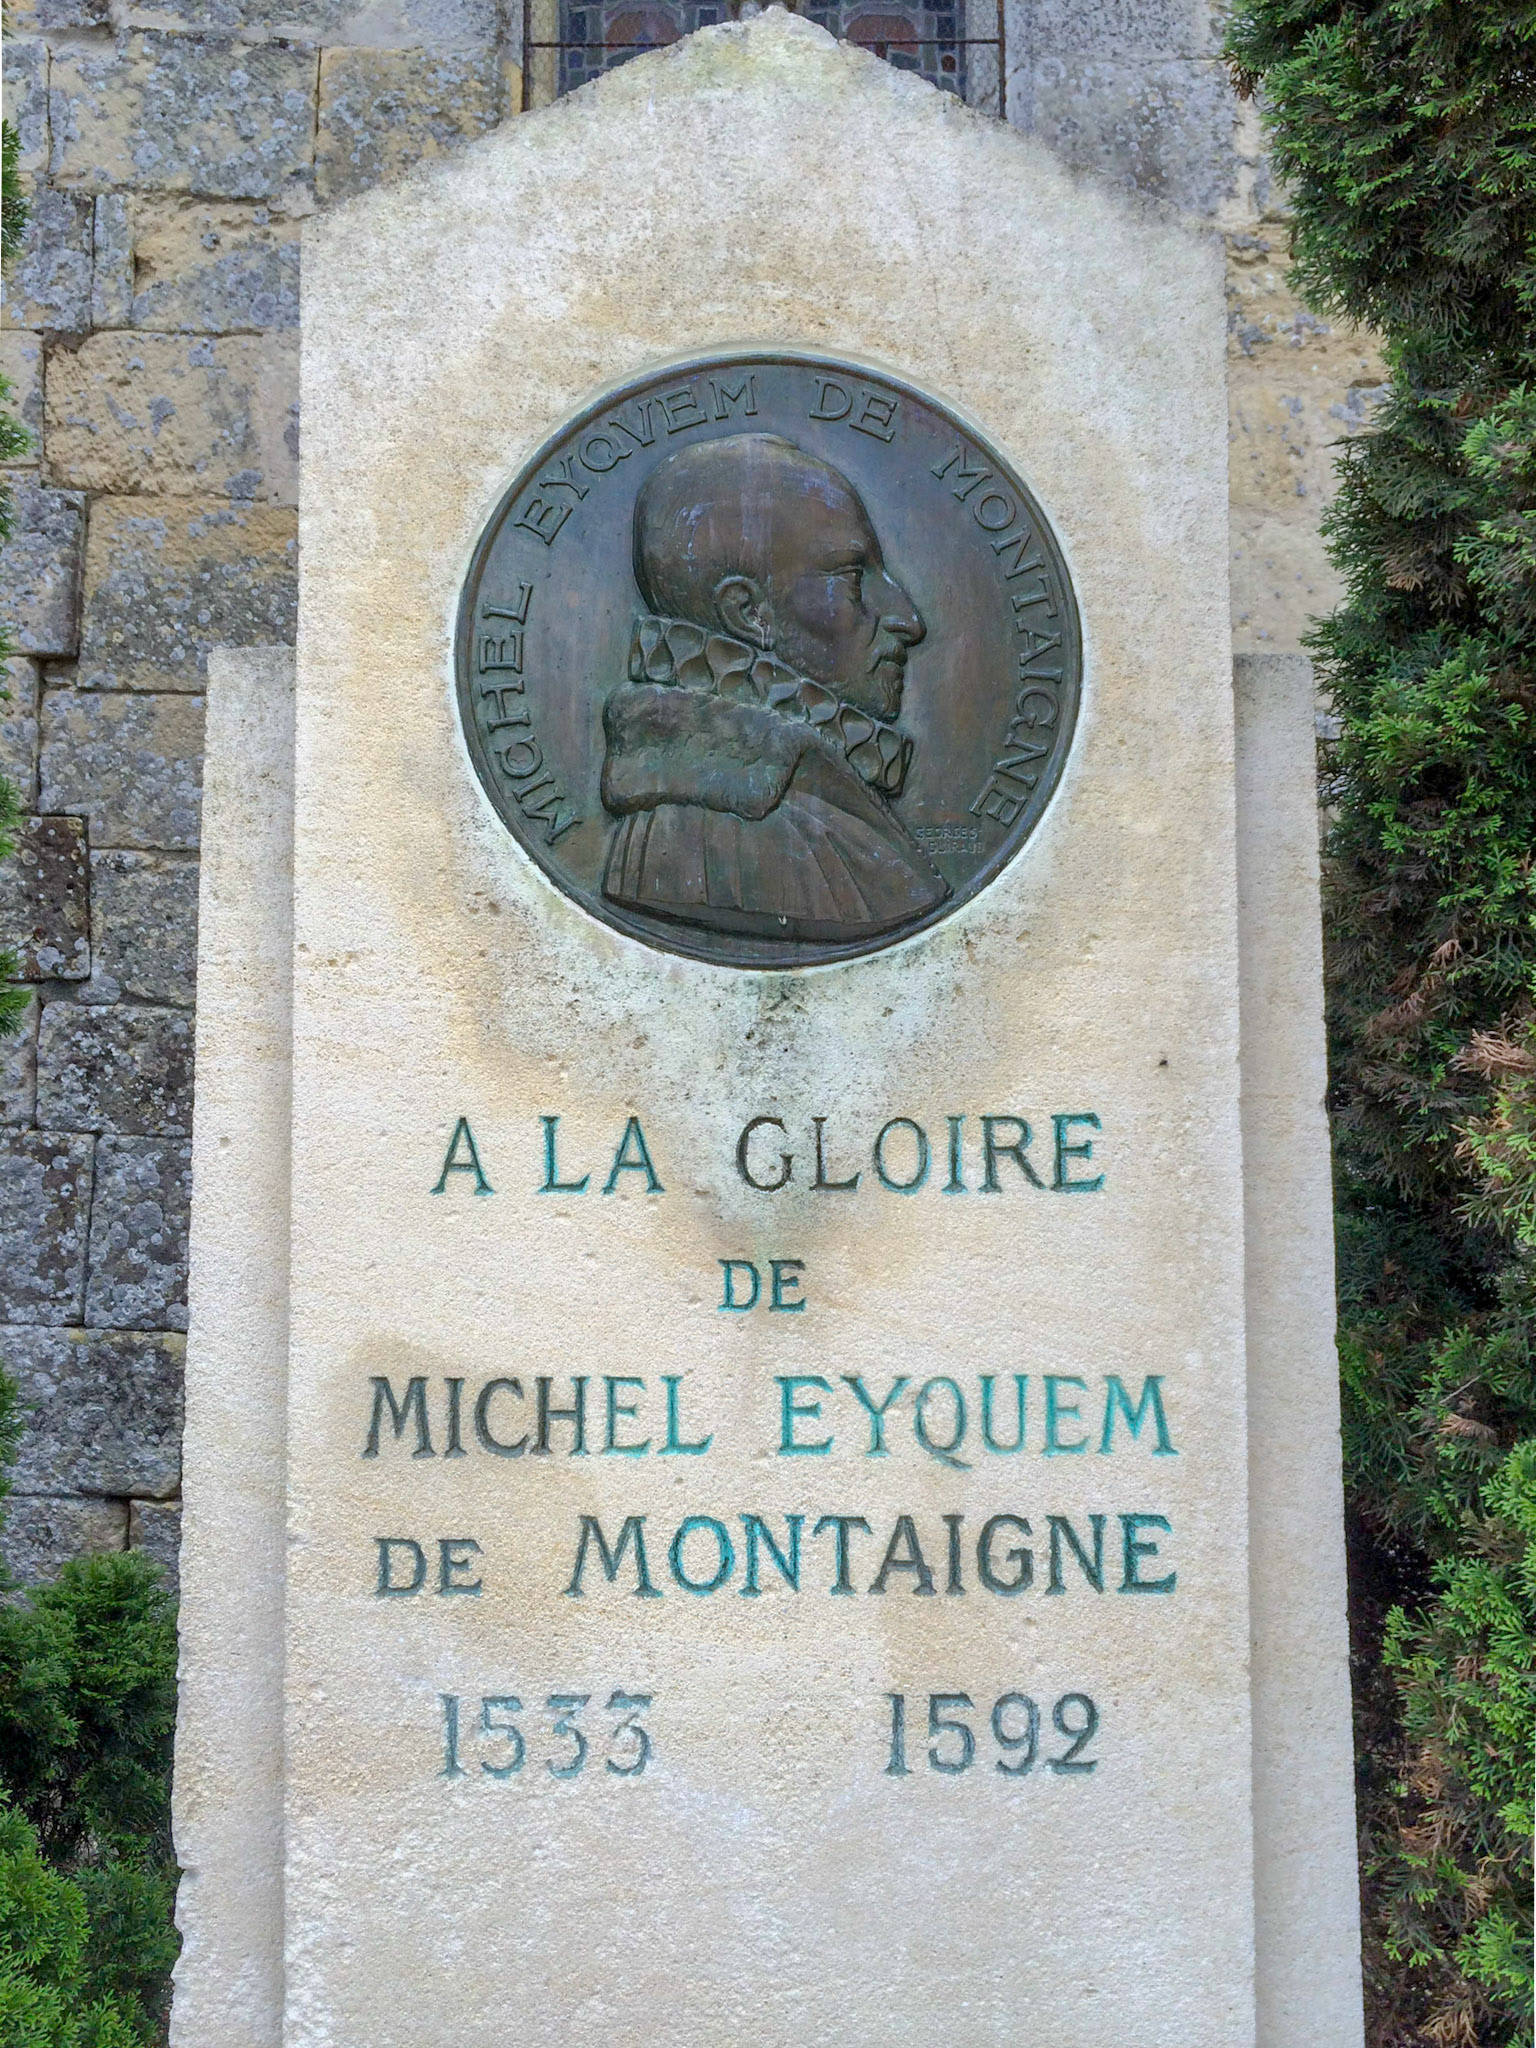 MICHEL EYQVEM DE MONTAIGNE
GEORGES
GUIRAUD
A LA GLOIRE
DE
MICHEL EYQUEM
DE MONTAIGNE
1533 1592